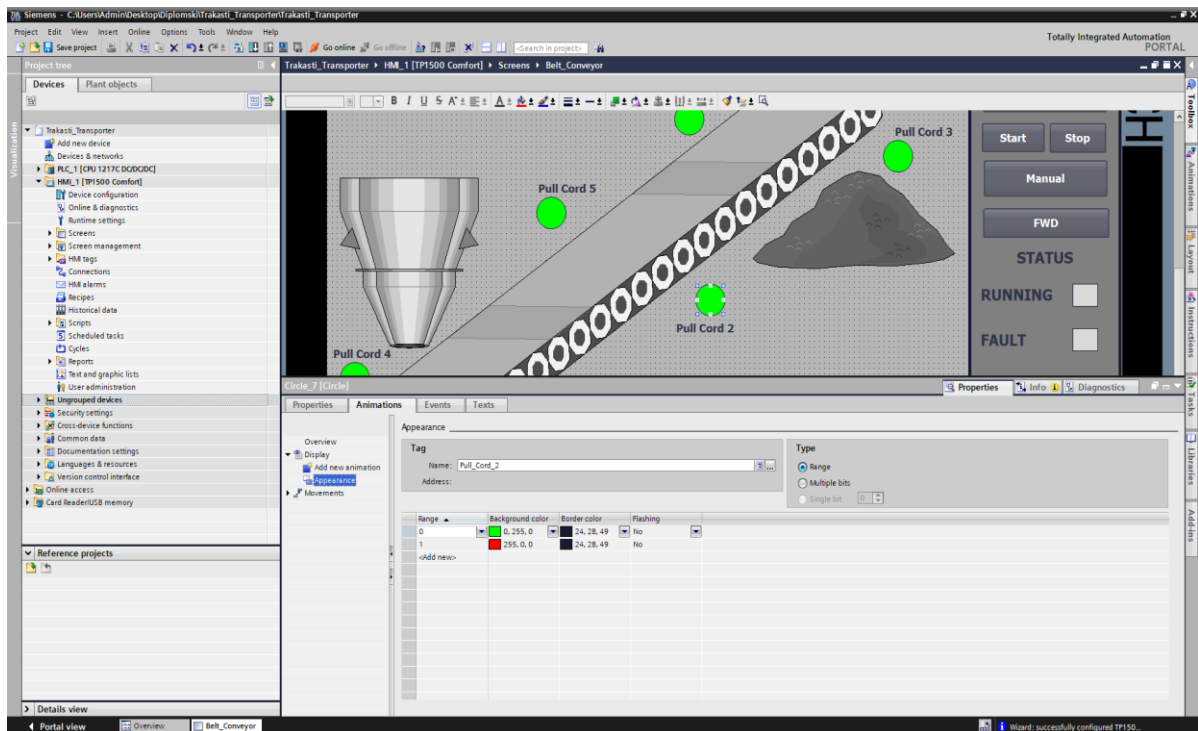 Siemens - C:\Users\Admin\Desktop\Diplomski\Trakasti_Transporter\Trakasti_Transporter
Project Edit View Insert Online Options Tools Window Help
Totally Integrated Automation
PORTAL
Save project Go online Go offline <Search in project>
Project tree
Devices Plant objects
Visualization
Trakasti_Transporter
Add new device
Devices & networks
PLC_1 [CPU 1217C DC/DC/DC]
HMI_1 [TP1500 Comfort]
Device configuration
Online & diagnostics
Runtime settings
Screens
Screen management
HMI tags
Connections
HMI alarms
Recipes
Historical data
Scripts
Scheduled tasks
Cycles
Reports
Text and graphic lists
User administration
Ungrouped devices
Security settings
Cross-device functions
Common data
Documentation settings
Languages & resources
Version control interface
Online access
Card Reader/USB memory
Reference projects
Details view
Trakasti_Transporter HMI_1 [TP1500 Comfort] Screens Belt_Conveyor
B I U S A A
Pull Cord 3
Pull Cord 5
Pull Cord 2
Pull Cord 4
Start Stop
Manual
FWD
STATUS
RUNNING
FAULT
Circle_7 [Circle]
Properties Info Diagnostics
Properties Animations Events Texts
Overview
Display
Add new animation
Appearance
Movements
Appearance
Tag
Name: Pull_Cord_2
Address:
Type
Range
Multiple bits
Single bit 0
Range Background color Border color Flashing
0 0, 255, 0 24, 28, 49 No
1 255, 0, 0 24, 28, 49 No
<Add new>
Toolbox
Animations
Layout
Instructions
Tasks
Libraries
Add-ins
Portal view Overview Belt_Conveyor
Wizard: successfully configured TP150...